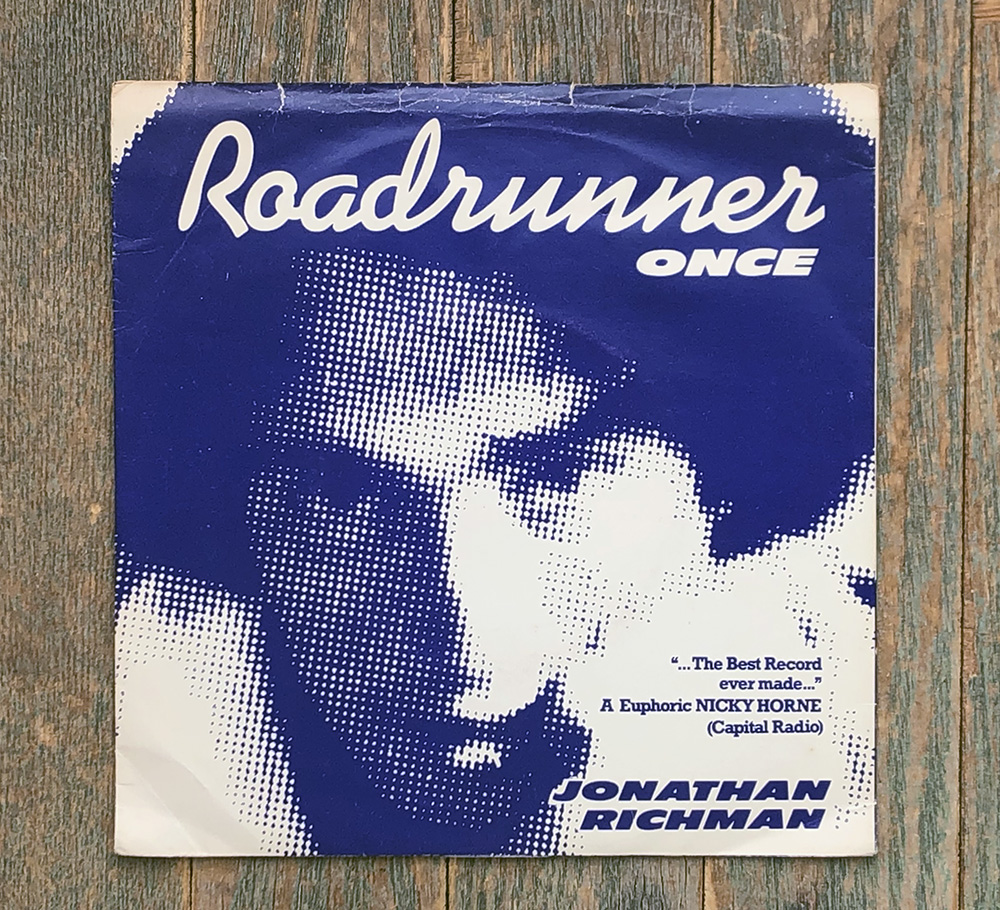 Roadrunner
ONCE
“...The Best Record
ever made...”
A Euphoric NICKY HORNE
(Capital Radio)
JONATHAN
RICHMAN